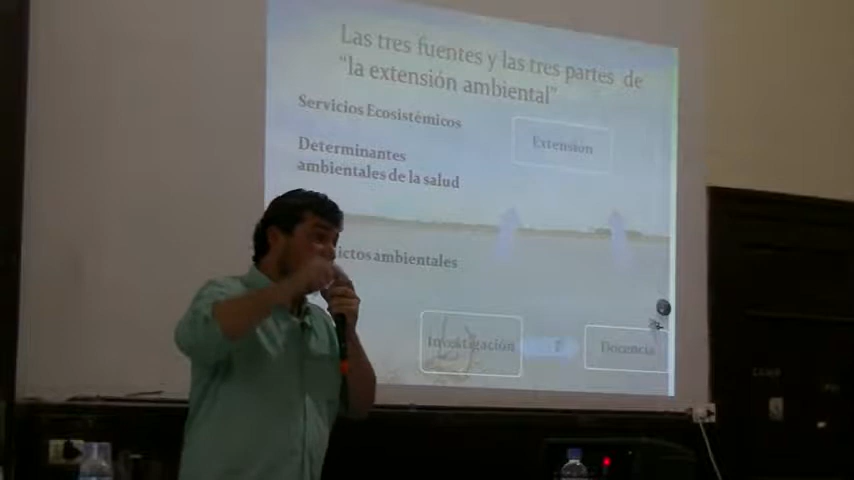 Las tres fuentes y las tres partes de
"la extensión ambiental"
Servicios Ecosistémicos
Extensión
Determinantes
ambientales de la salud
ictos ambientales
Investigación
Docencia